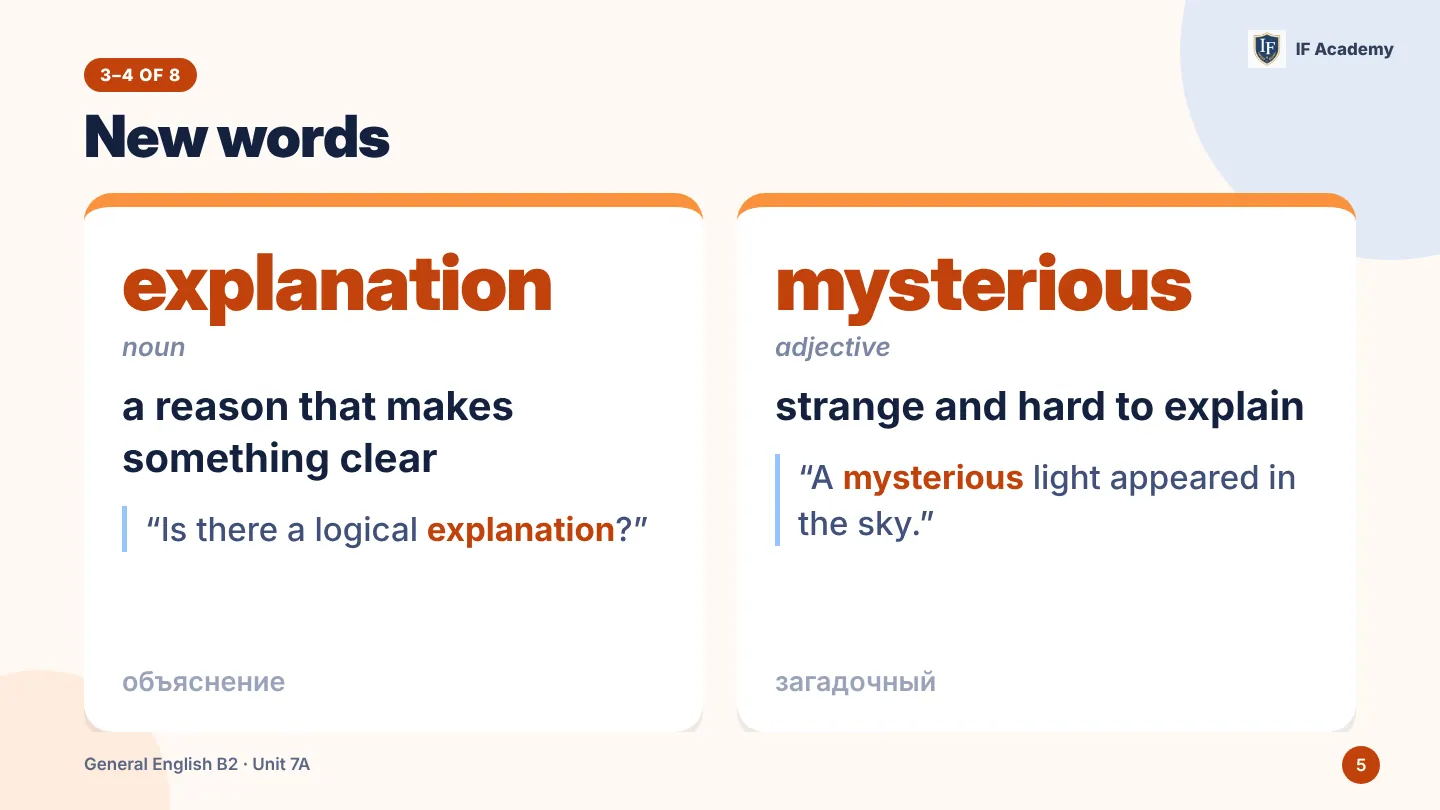 IF
IF Academy
3–4 OF 8
New words
explanation
noun
a reason that makes
something clear
“Is there a logical explanation?”
объяснение
mysterious
adjective
strange and hard to explain
“A mysterious light appeared in
the sky.”
загадочный
General English B2 · Unit 7A
5